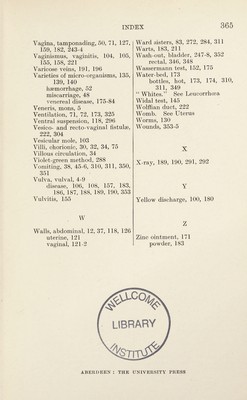 INDEX
365
Vagina, tamponading, 50, 71, 127,
159, 182, 243-4
Vaginismus, vaginitis, 104, 105,
155, 158, 221
Varicose veins, 191, 196
Varieties of micro-organisms, 135,
139, 140
hæmorrhage, 52
miscarriage, 48
venereal disease, 175-84
Veneris, mons, 5
Ventilation, 71, 72, 173, 325
Ventral suspension, 118, 296
Vesico- and recto-vaginal fistulæ,
222, 304
Vesicular mole, 103
Villi, chorionic, 30, 32, 34, 75
Villous circulation, 34
Violet-green method, 288
Vomiting, 38, 45-6, 310, 311, 350,
351
Vulva, vulval, 4-9
disease, 106, 108, 157, 183,
186, 187, 188, 189, 190, 353
Vulvitis, 155
W
Walls, abdominal, 12, 37, 118, 126
uterine, 121
vaginal, 121-2
Ward sisters, 83, 272, 284, 311
Warts, 183, 211
Wash-out, bladder, 247-8, 352
rectal, 346, 348
Wassermann test, 152, 175
Water-bed, 173
bottles, hot, 173, 174, 310,
311, 349
" Whites." See Leucorrhœa
Widal test, 145
Wolffian duct, 222
Womb. See Uterus
Worms, 130
Wounds, 353-5
X
X-ray, 189, 190, 291, 292
Y
Yellow discharge, 100, 180
Z
Zinc ointment, 171
powder, 183
WELLCOME
LIBRARY
INSTITUTE
ABERDEEN : THE UNIVERSITY PRESS